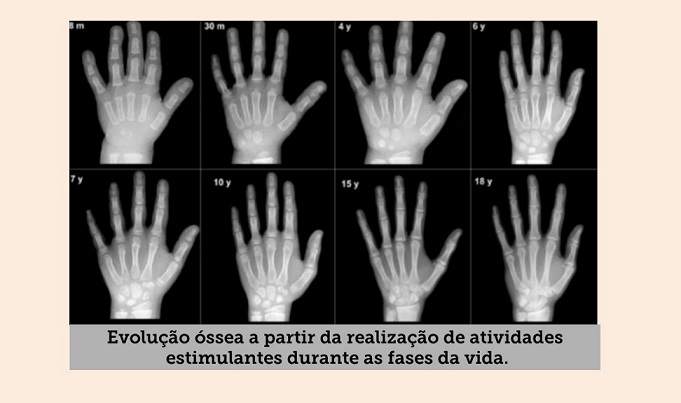 8 m
30 m
4 y
6 y
7 y
10 y
15 y
18 y
Evolução óssea a partir da realização de atividades
estimulantes durante as fases da vida.